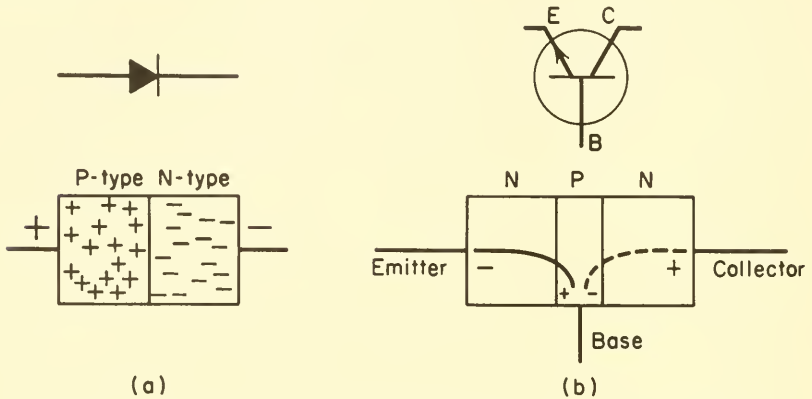 E C
B
P-type N-type
+ −
N P N
Emitter − + − + Collector
Base
(a) (b)